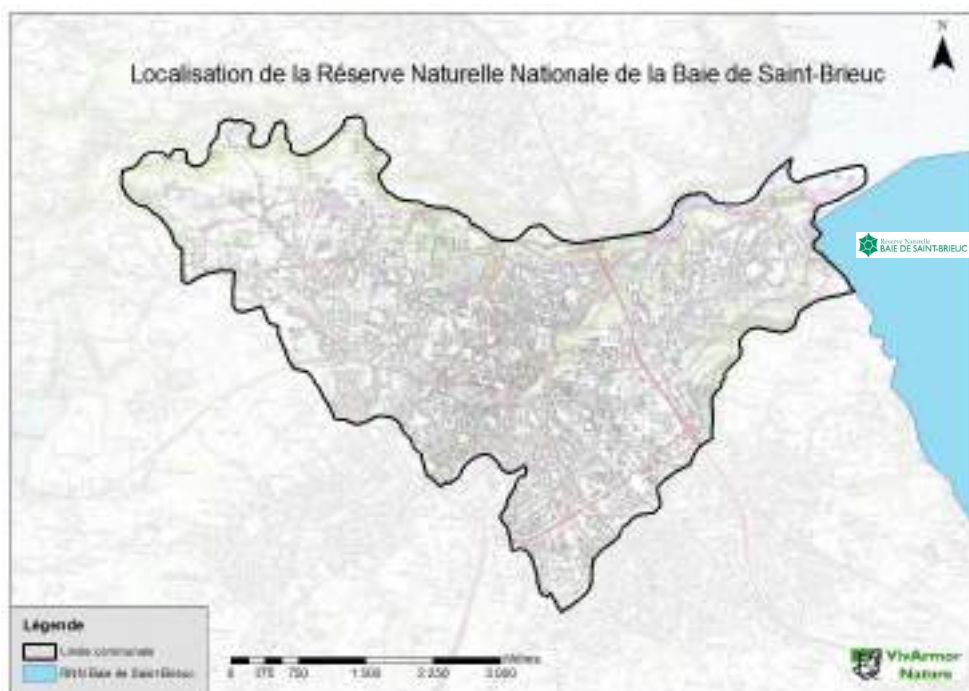 N
Localisation de la Réserve Naturelle Nationale de la Baie de Saint-Brieuc
Réserve Naturelle
BAIE DE SAINT-BRIEUC
Légende
Limite communale
RNN Baie de Saint-Brieuc
0 375 750 1 500 2 250 3 000
Mètres
VivArmor
Nature